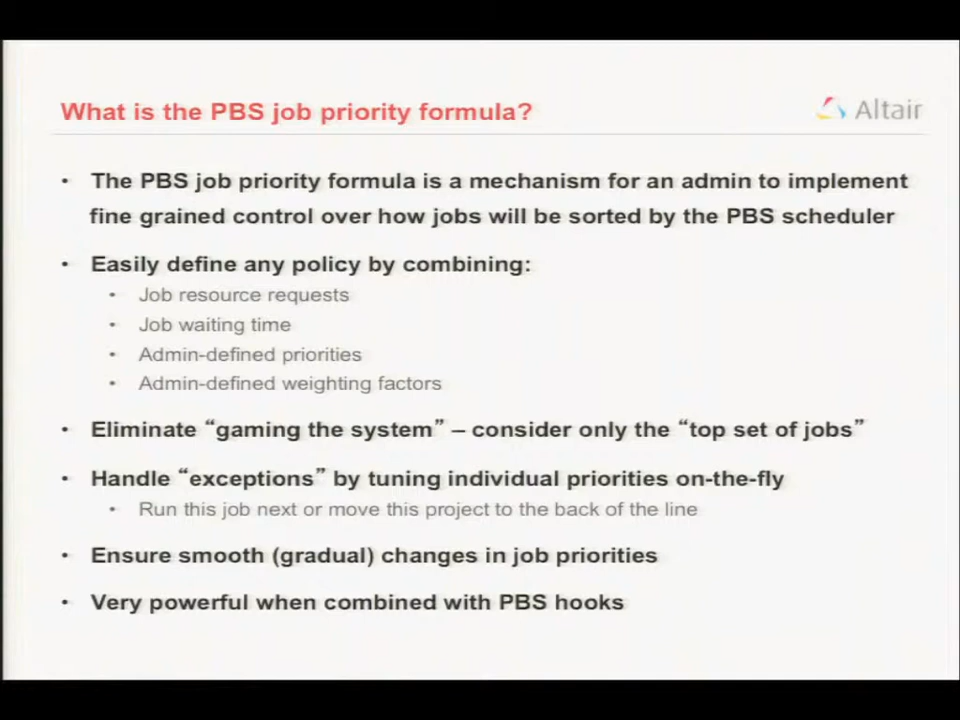 What is the PBS job priority formula?
Altair
• The PBS job priority formula is a mechanism for an admin to implement
fine grained control over how jobs will be sorted by the PBS scheduler
• Easily define any policy by combining:
• Job resource requests
• Job waiting time
• Admin-defined priorities
• Admin-defined weighting factors
• Eliminate “gaming the system” – consider only the “top set of jobs”
• Handle “exceptions” by tuning individual priorities on-the-fly
• Run this job next or move this project to the back of the line
• Ensure smooth (gradual) changes in job priorities
• Very powerful when combined with PBS hooks